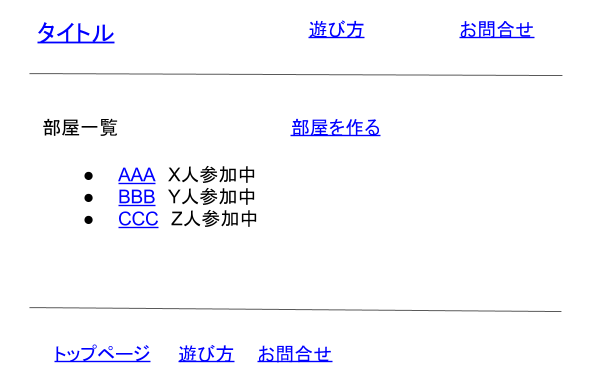 タイトル 遊び方 お問合せ
部屋一覧 部屋を作る
● AAA X人参加中
● BBB Y人参加中
● CCC Z人参加中
トップページ 遊び方 お問合せ